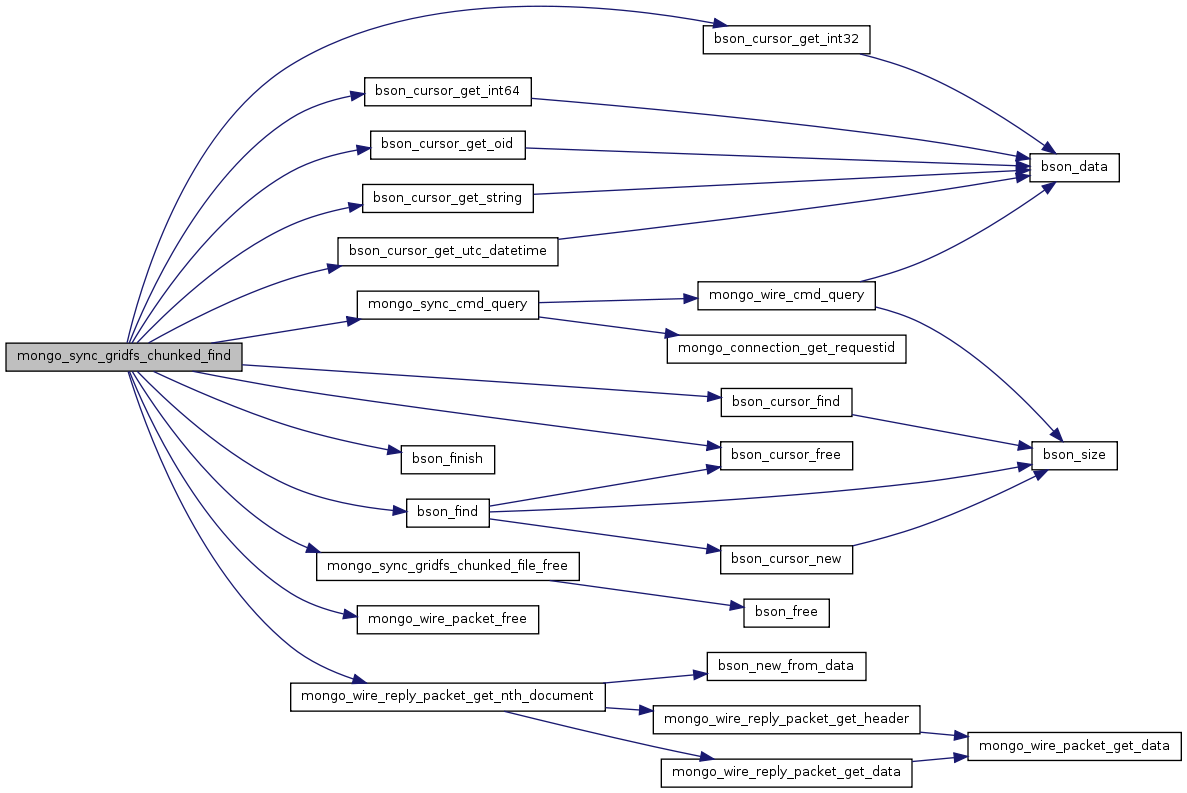 bson_cursor_get_int32
bson_cursor_get_int64
bson_cursor_get_oid
bson_data
bson_cursor_get_string
bson_cursor_get_utc_datetime
mongo_sync_cmd_query
mongo_wire_cmd_query
mongo_connection_get_requestid
mongo_sync_gridfs_chunked_find
bson_cursor_find
bson_finish
bson_cursor_free
bson_size
bson_find
bson_cursor_new
mongo_sync_gridfs_chunked_file_free
bson_free
mongo_wire_packet_free
bson_new_from_data
mongo_wire_reply_packet_get_nth_document
mongo_wire_reply_packet_get_header
mongo_wire_packet_get_data
mongo_wire_reply_packet_get_data